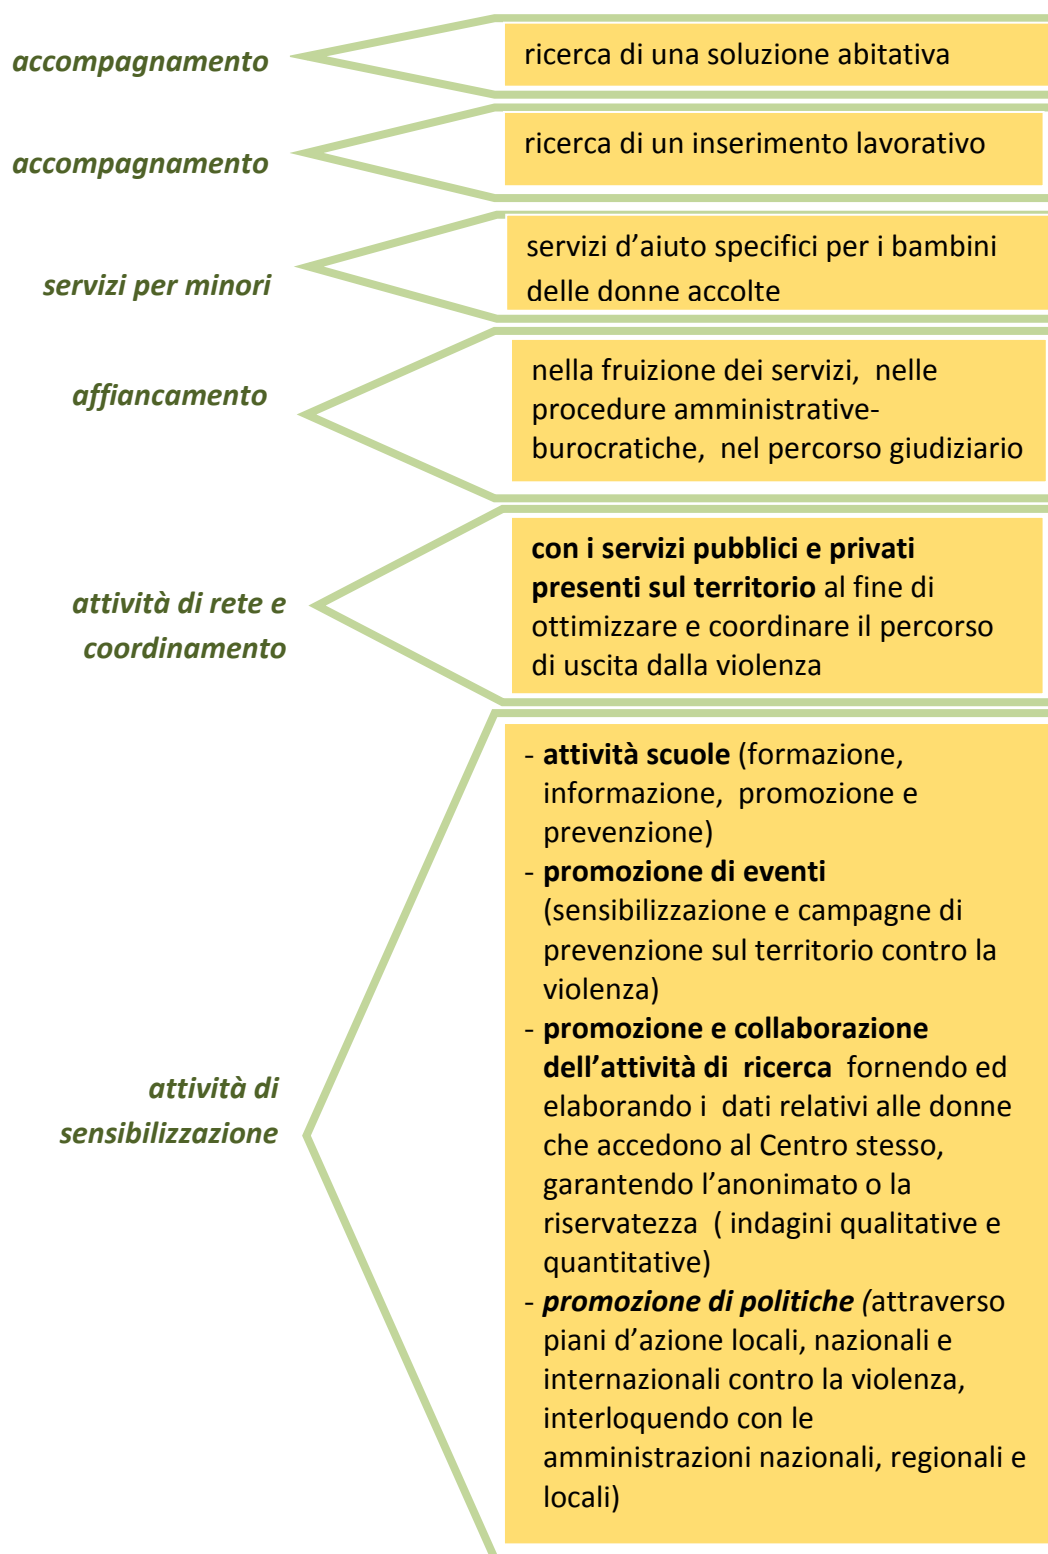 accompagnamento
ricerca di una soluzione abitativa
accompagnamento
ricerca di un inserimento lavorativo
servizi per minori
servizi d’aiuto specifici per i bambini
delle donne accolte
affiancamento
nella fruizione dei servizi,  nelle
procedure amministrative-
burocratiche,  nel percorso giudiziario
attività di rete e
coordinamento
con i servizi pubblici e privati
presenti sul territorio al fine di
ottimizzare e coordinare il percorso
di uscita dalla violenza
attività di
sensibilizzazione
- attività scuole (formazione,
informazione,  promozione e
prevenzione)
- promozione di eventi
(sensibilizzazione e campagne di
prevenzione sul territorio contro la
violenza)
- promozione e collaborazione
dell’attività di  ricerca  fornendo ed
elaborando i  dati relativi alle donne
che accedono al Centro stesso,
garantendo l’anonimato o la
riservatezza  ( indagini qualitative e
quantitative)
- promozione di politiche (attraverso
piani d’azione locali, nazionali e
internazionali contro la violenza,
interloquendo con le
amministrazioni nazionali, regionali e
locali)